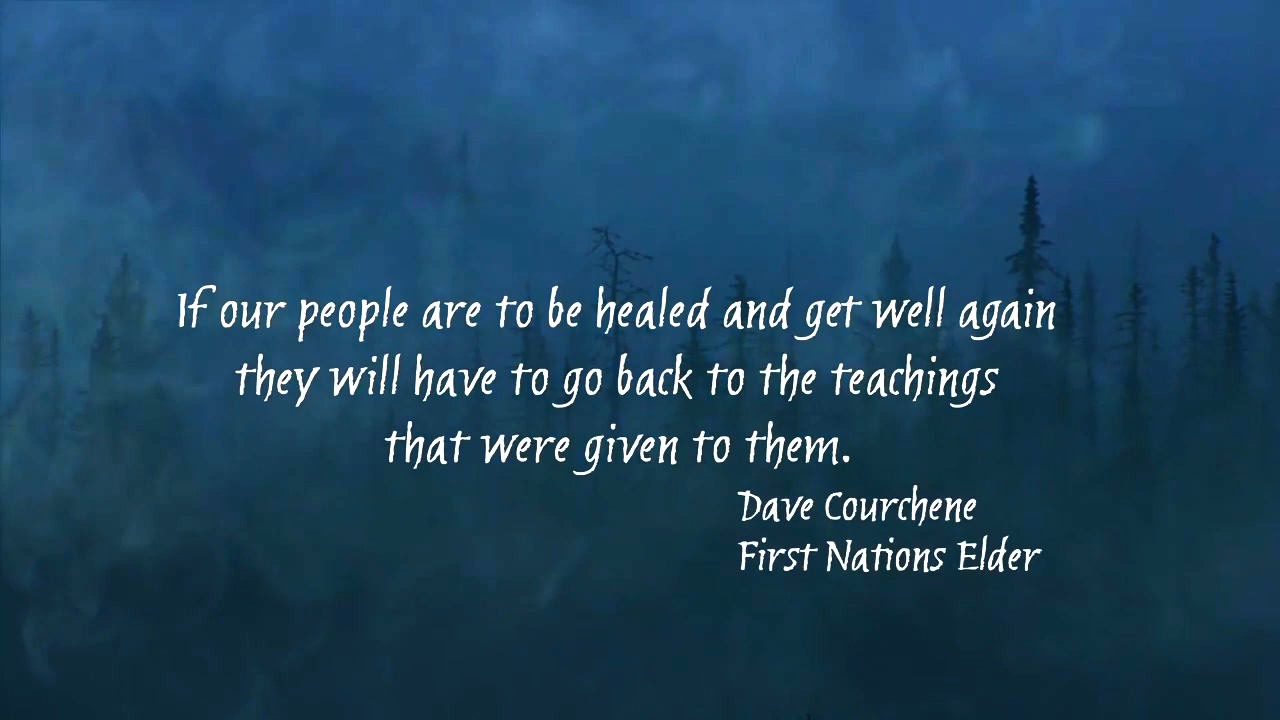 If our people are to be healed and get well again
they will have to go back to the teachings
that were given to them.
Dave Courchene
First Nations Elder